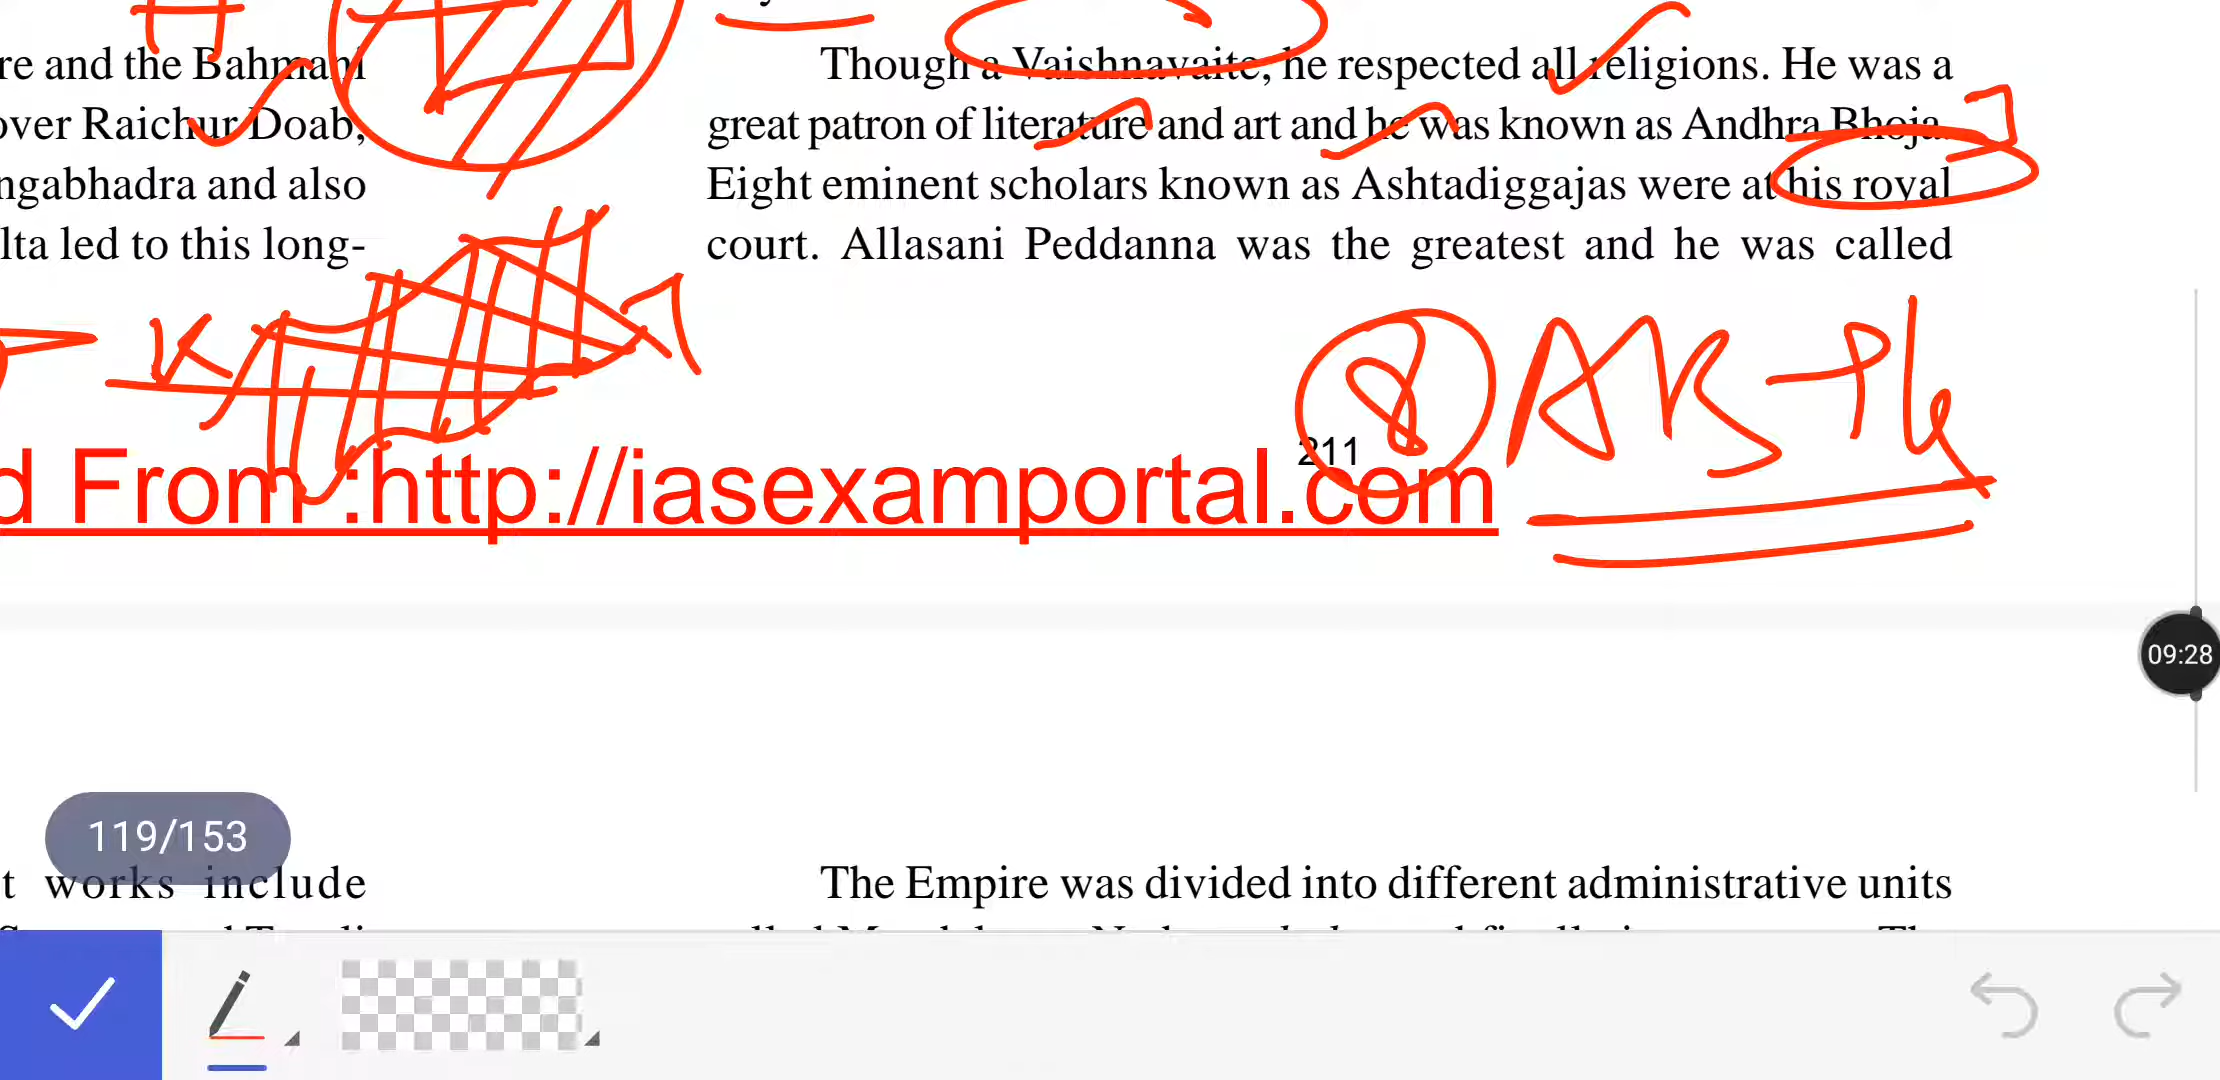 re and the Bahmani
over Raichur Doab,
ngabhadra and also
lta led to this long-
Though a Vaishnavaite, he respected all religions. He was a
great patron of literature and art and he was known as Andhra Bhoja.
Eight eminent scholars known as Ashtadiggajas were at his royal
court. Allasani Peddanna was the greatest and he was called
8
211
d From :http://iasexamportal.com
09:28
119/153
t works include
The Empire was divided into different administrative units